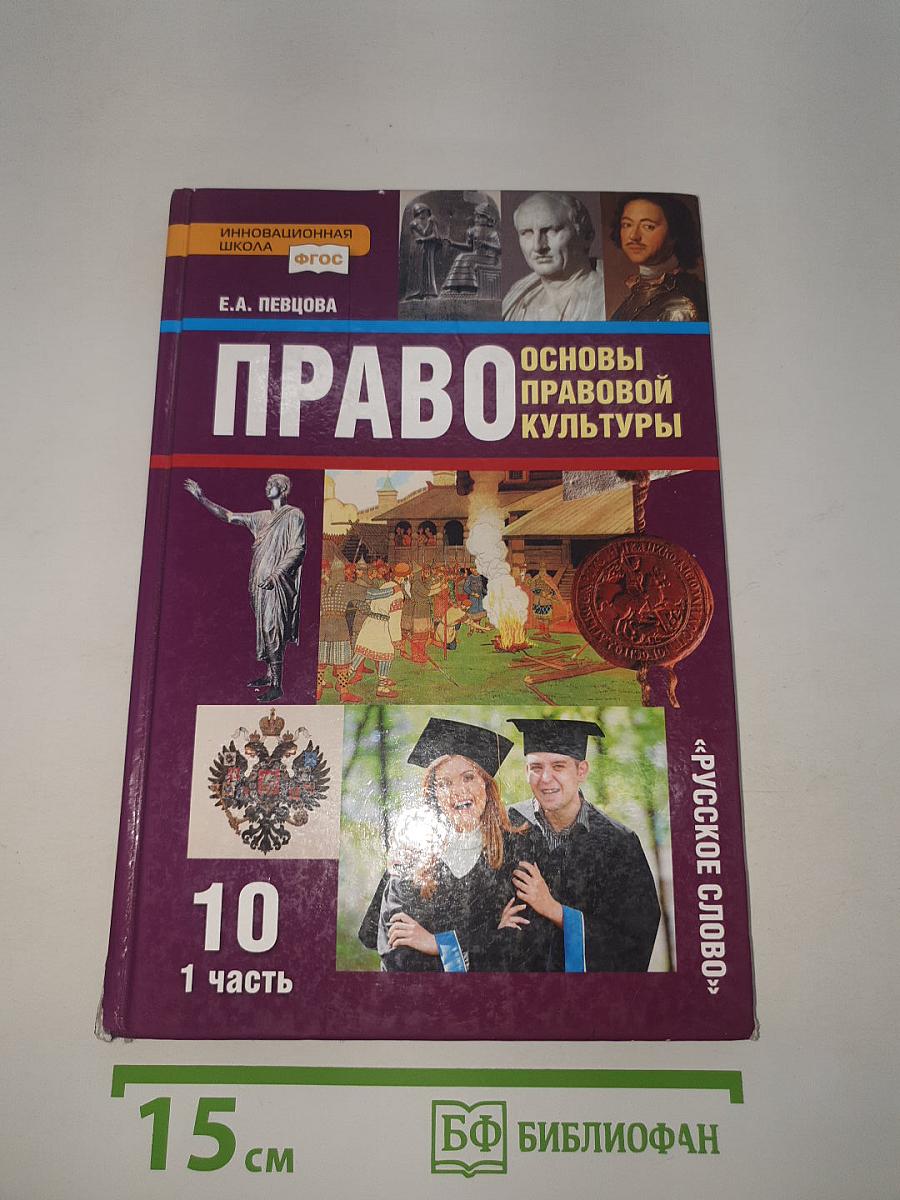 ИННОВАЦИОННАЯ
ШКОЛА
ФГОС
Е.А. ПЕВЦОВА
ПРАВО
ОСНОВЫ
ПРАВОВОЙ
КУЛЬТУРЫ
«РУССКОЕ СЛОВО»
10
1 часть
15 см
БФ БИБЛИОФАН